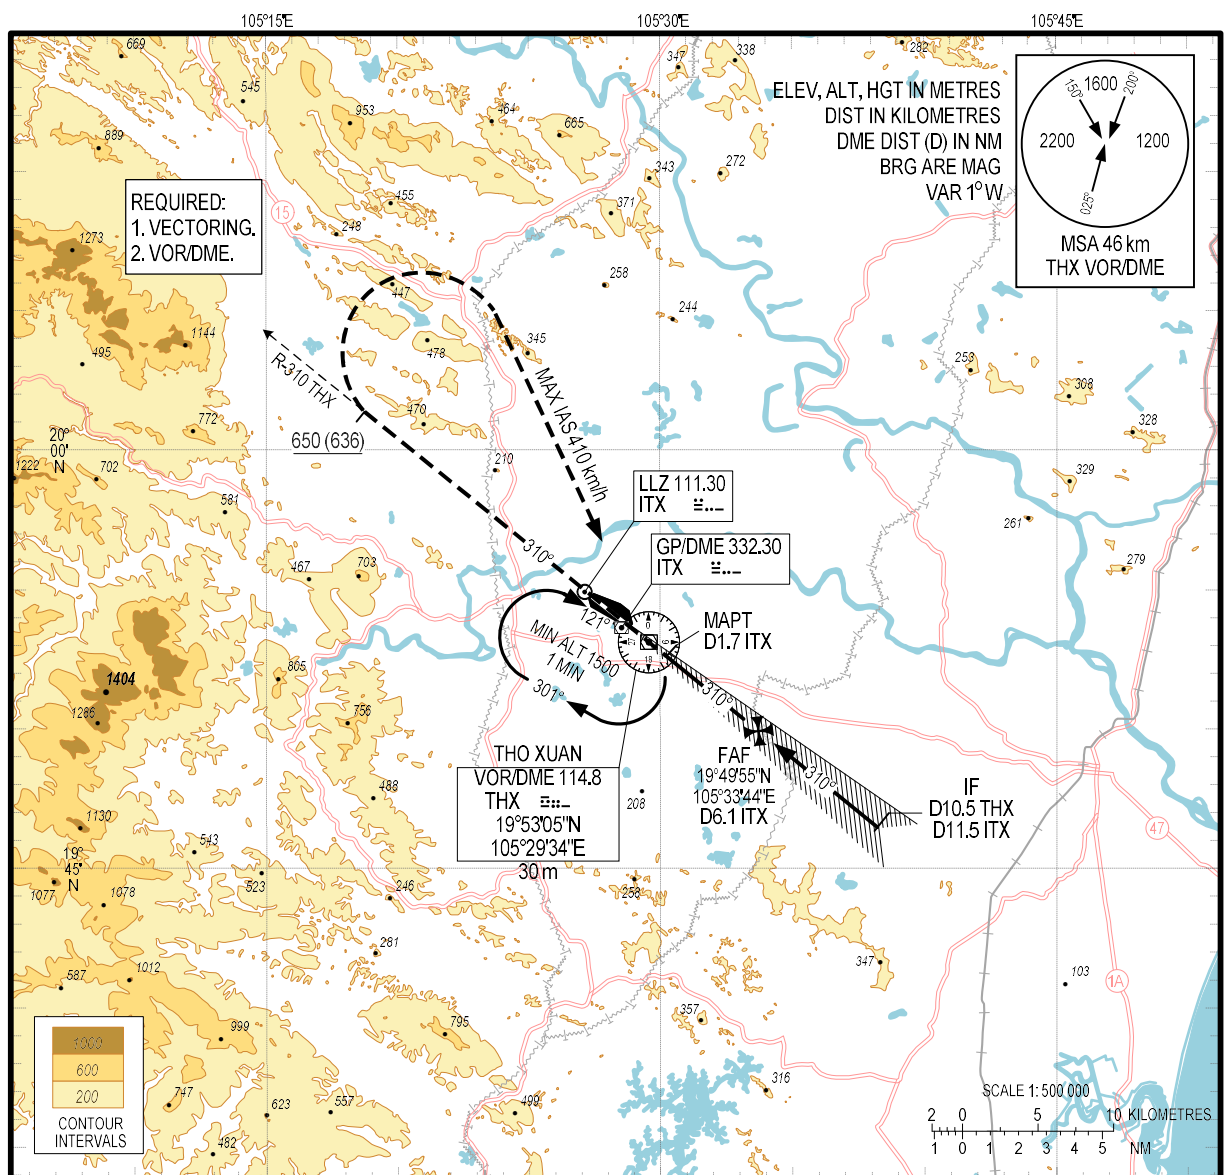 105°15'E
105°30'E
105°45'E
669
545
953
464
665
889
347
338
282
343
272
371
455
248
258
244
ELEV, ALT, HGT IN METRES
DIST IN KILOMETRES
DME DIST (D) IN NM
BRG ARE MAG
VAR 1° W
150°
1600
200°
2200
1200
025°
MSA 46 km
THX VOR/DME
REQUIRED:
1. VECTORING.
2. VOR/DME.
15
1273
447
1144
495
478
345
470
R-310 THX
MAX IAS 410 km/h
650 (636)
772
20°
00'
N
1222
702
581
210
253
308
328
329
261
279
LLZ 111.30
ITX
GP/DME 332.30
ITX
310°
467
703
121°
MAPT
D1.7 ITX
0
9
18
MIN ALT 1500
1 MIN
301°
310°
805
1404
1286
756
THO XUAN
VOR/DME 114.8
THX
19°53'05"N
105°29'34"E
30 m
208
FAF
19°49'55"N
105°33'44"E
D6.1 ITX
310°
IF
D10.5 THX
D11.5 ITX
47
488
1130
543
19°
45'
N
1077
1078
523
246
258
281
347
103
1A
587
1012
999
795
357
316
747
623
557
499
482
1000
600
200
CONTOUR
INTERVALS
SCALE 1: 500 000
2 0 5 10 KILOMETRES
1 0 1 2 3 4 5 NM